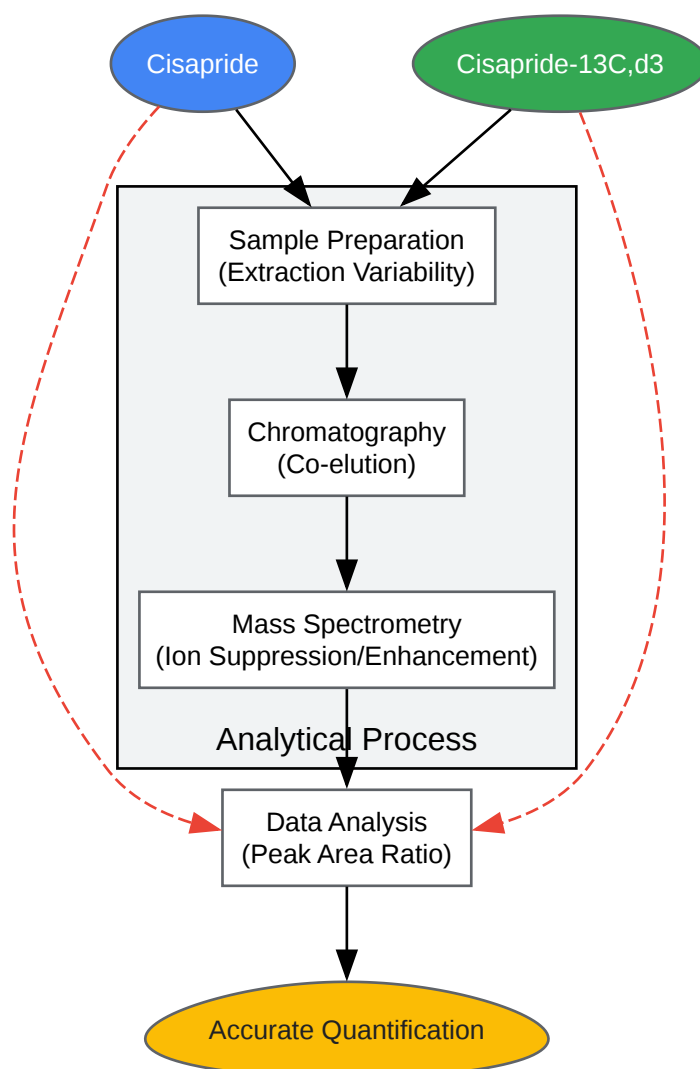 Cisapride
Cisapride-13C,d3
Sample Preparation
(Extraction Variability)
Chromatography
(Co-elution)
Mass Spectrometry
(Ion Suppression/Enhancement)
Analytical Process
Data Analysis
(Peak Area Ratio)
Accurate Quantification